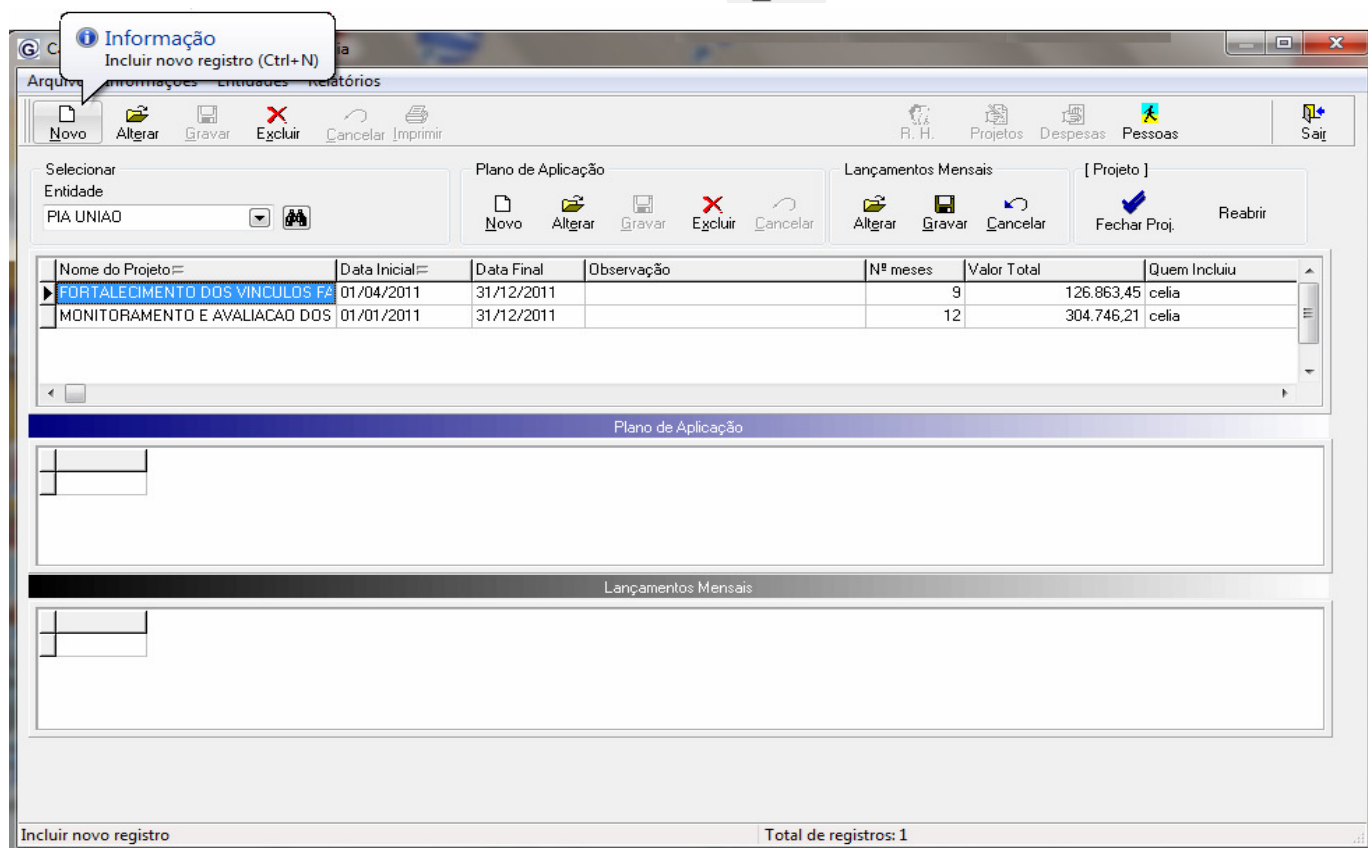 Informação
Incluir novo registro (Ctrl+N)
ia
Arquivo Informações Entidades Relatórios
Novo Alterar Gravar Excluir Cancelar Imprimir R. H. Projetos Despesas Pessoas Sair
Selecionar Plano de Aplicação Lançamentos Mensais [ Projeto ]
Entidade
PIA UNIAO Novo Alterar Gravar Excluir Cancelar Alterar Gravar Cancelar Fechar Proj. Reabrir
Nome do Projeto Data Inicial Data Final Observação Nº meses Valor Total Quem Incluiu
FORTALECIMENTO DOS VINCULOS FA 01/04/2011 31/12/2011 9 126.863,45 celia
MONITORAMENTO E AVALIACAO DOS 01/01/2011 31/12/2011 12 304.746,21 celia
Plano de Aplicação
Lançamentos Mensais
Incluir novo registro Total de registros: 1